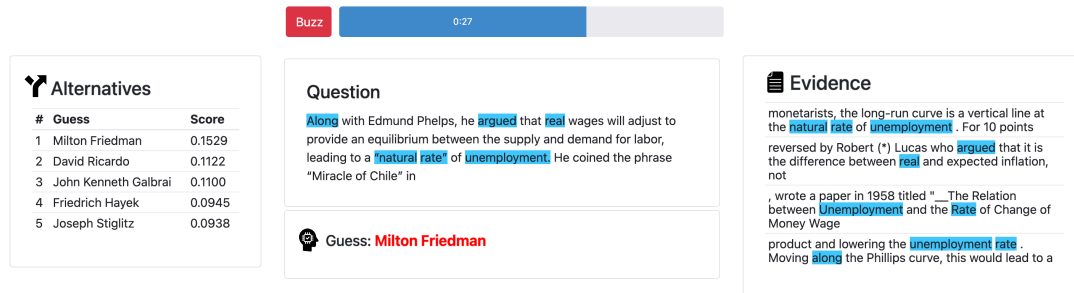 Buzz
0:27
Alternatives
# Guess Score
1 Milton Friedman 0.1529
2 David Ricardo 0.1122
3 John Kenneth Galbrai 0.1100
4 Friedrich Hayek 0.0945
5 Joseph Stiglitz 0.0938
Question
Along with Edmund Phelps, he argued that real wages will adjust to
provide an equilibrium between the supply and demand for labor,
leading to a “natural rate” of unemployment. He coined the phrase
“Miracle of Chile” in
Guess: Milton Friedman
Evidence
monetarists, the long-run curve is a vertical line at
the natural rate of unemployment . For 10 points
reversed by Robert (*) Lucas who argued that it is
the difference between real and expected inflation,
not
, wrote a paper in 1958 titled "__The Relation
between Unemployment and the Rate of Change of
Money Wage
product and lowering the unemployment rate .
Moving along the Phillips curve, this would lead to a